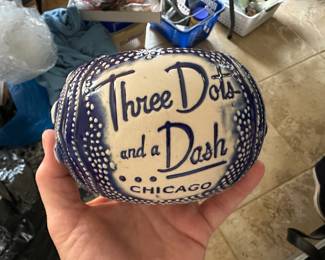 Three Dots
and a Dash
CHICAGO